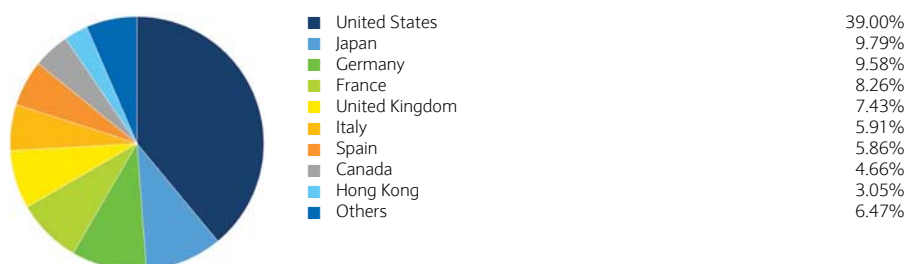 United States 39.00%
Japan 9.79%
Germany 9.58%
France 8.26%
United Kingdom 7.43%
Italy 5.91%
Spain 5.86%
Canada 4.66%
Hong Kong 3.05%
Others 6.47%